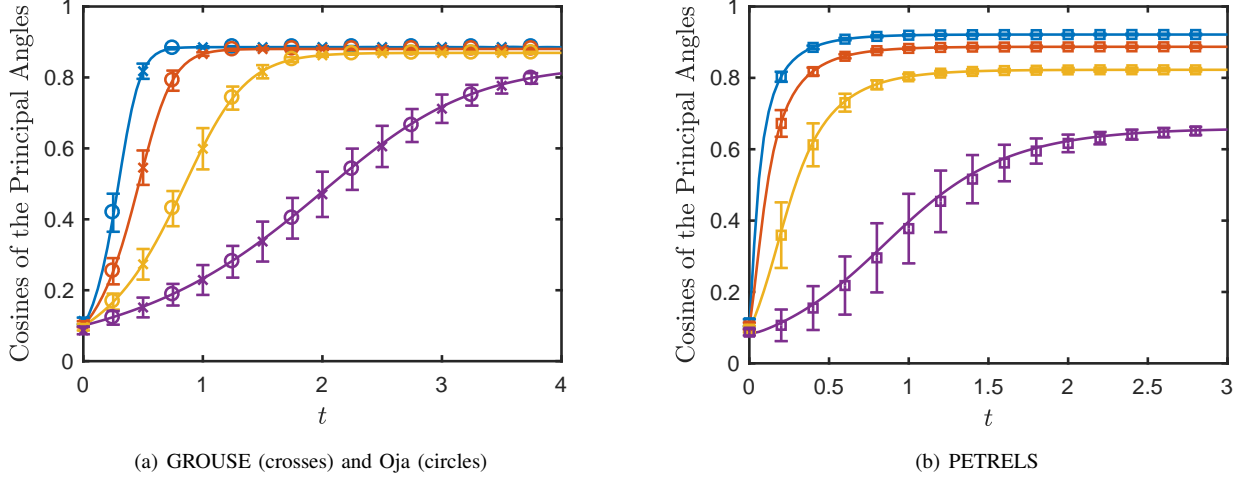 Cosines of the Principal Angles
1
0.8
0.6
0.4
0.2
0
0 1 2 3 4
t
(a) GROUSE (crosses) and Oja (circles)
Cosines of the Principal Angles
1
0.8
0.6
0.4
0.2
0
0 0.5 1 1.5 2 2.5 3
t
(b) PETRELS